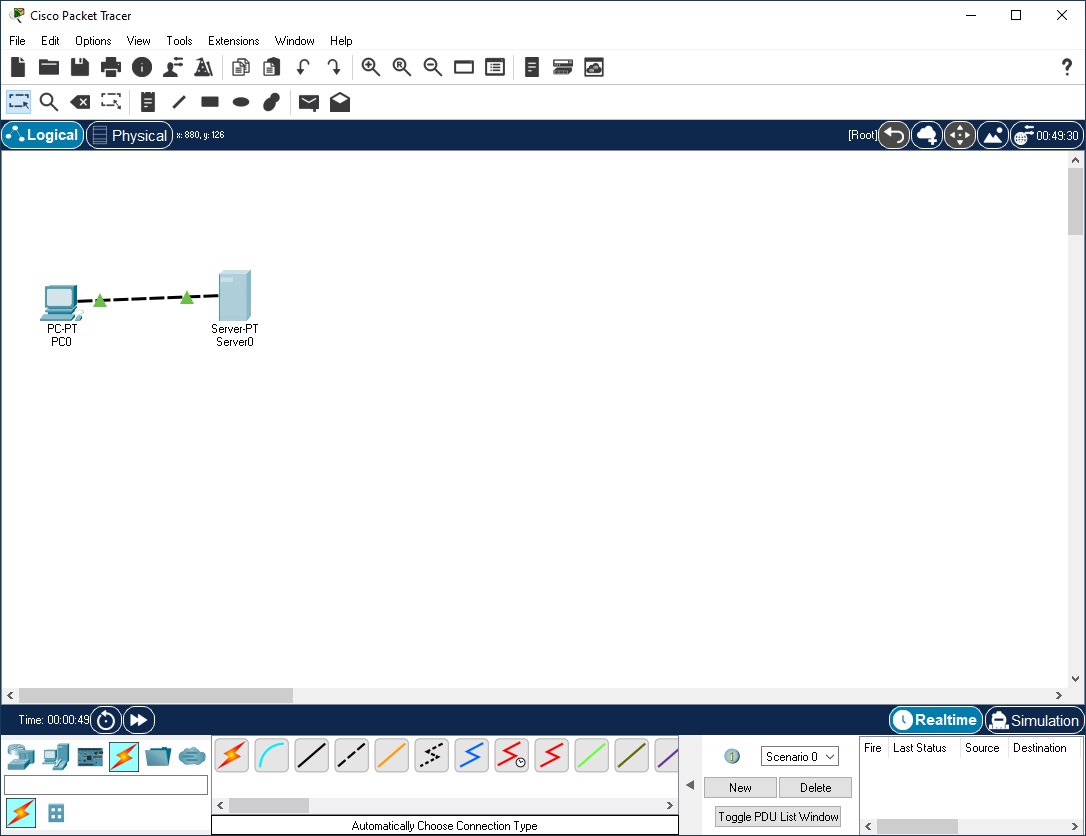 Cisco Packet Tracer
File Edit Options View Tools Extensions Window Help
Logical Physical x: 880, y: 126 [Root] 00:49:30
PC-PT
PC0
Server-PT
Server0
Time: 00:00:49 Realtime Simulation
Scenario 0
New Delete
Toggle PDU List Window
Fire Last Status Source Destination
Automatically Choose Connection Type